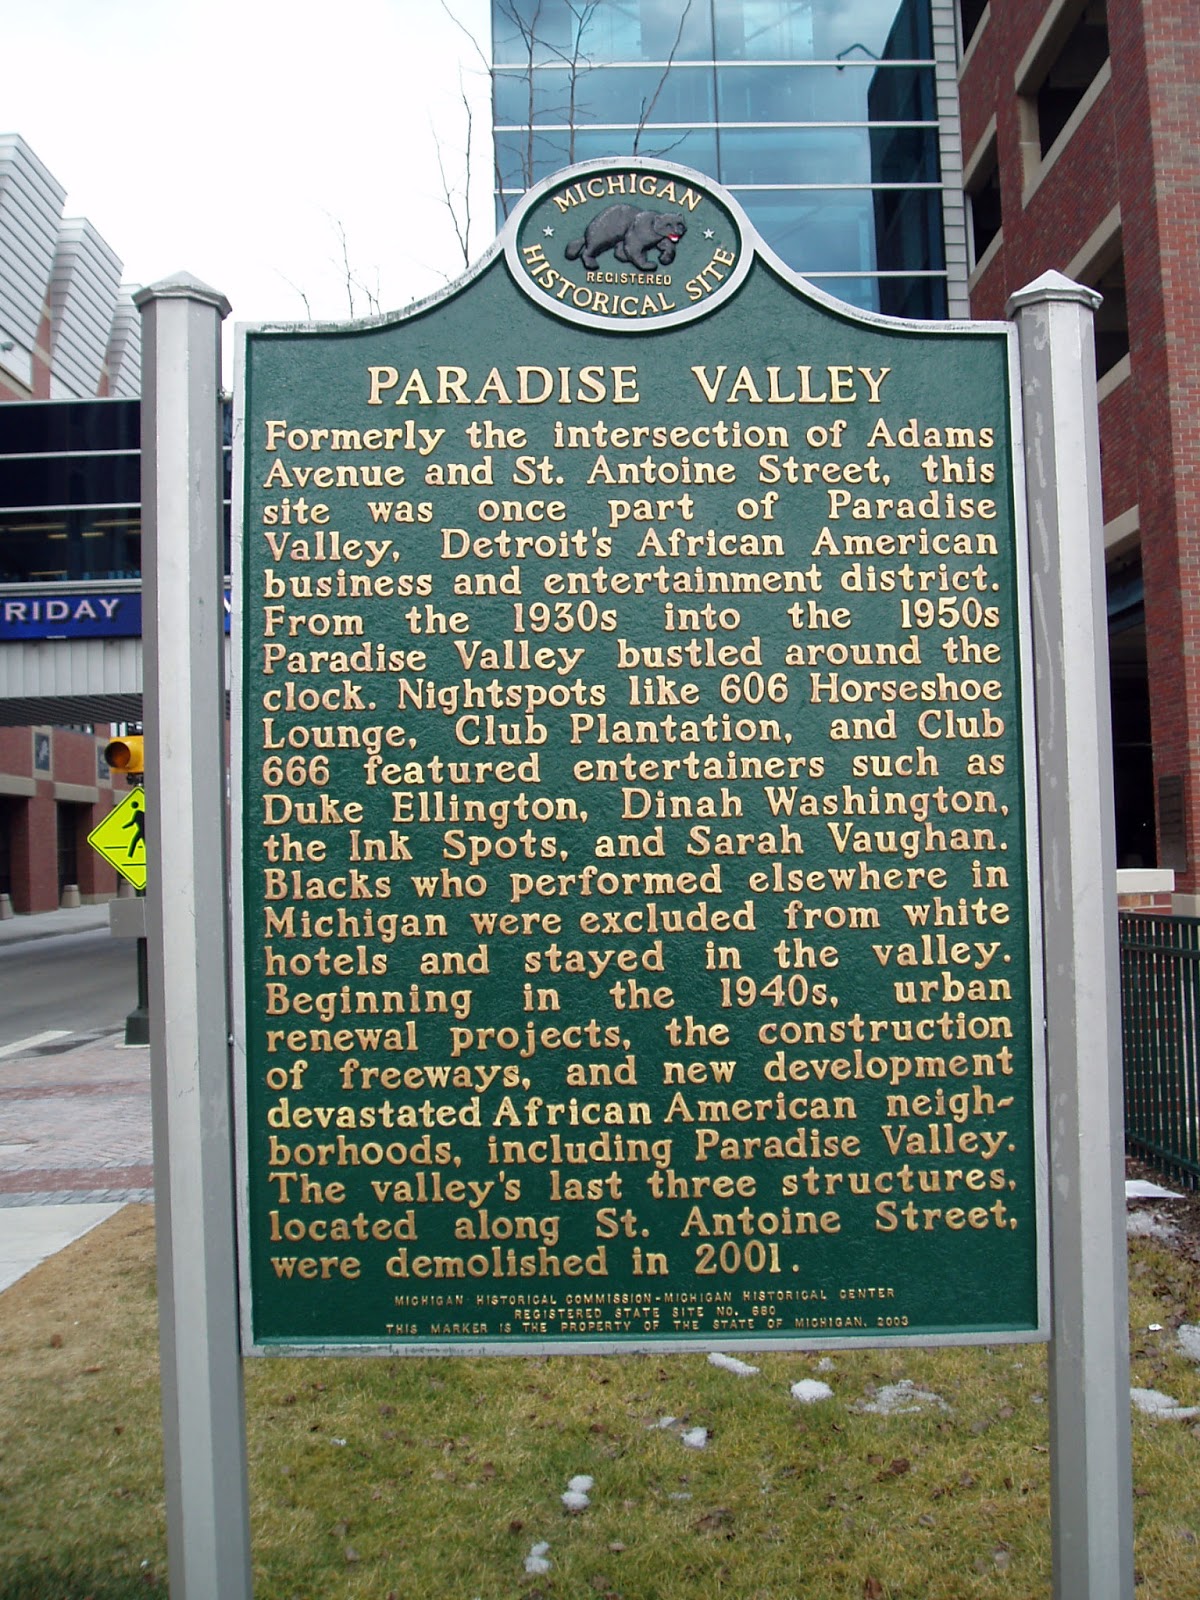 MICHIGAN
REGISTERED
HISTORICAL SITE
PARADISE VALLEY
Formerly the intersection of Adams
Avenue and St. Antoine Street, this
site was once part of Paradise
Valley, Detroit's African American
business and entertainment district.
From the 1930s into the 1950s
Paradise Valley bustled around the
clock. Nightspots like 606 Horseshoe
Lounge, Club Plantation, and Club
666 featured entertainers such as
Duke Ellington, Dinah Washington,
the Ink Spots, and Sarah Vaughan.
Blacks who performed elsewhere in
Michigan were excluded from white
hotels and stayed in the valley.
Beginning in the 1940s, urban
renewal projects, the construction
of freeways, and new development
devastated African American neigh-
borhoods, including Paradise Valley.
The valley's last three structures,
located along St. Antoine Street,
were demolished in 2001.
MICHIGAN HISTORICAL COMMISSION-MICHIGAN HISTORICAL CENTER
REGISTERED STATE SITE NO. 680
THIS MARKER IS THE PROPERTY OF THE STATE OF MICHIGAN, 2003
RIDAY